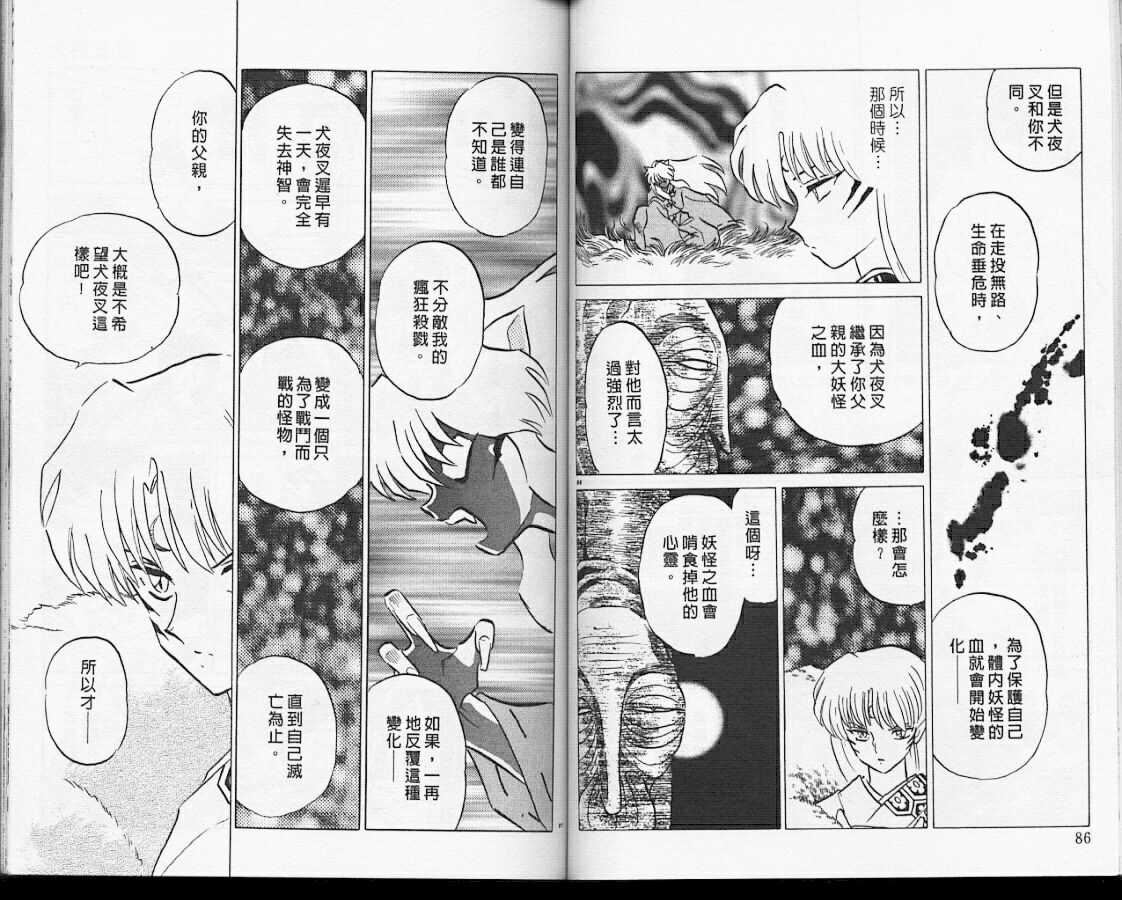 但是犬夜
叉和你不
同。
在走投無路、
生命垂危時，
為了保護自己
，體內妖怪的
血就會開始變
化——
所以…
那個時候…
因為犬夜叉
繼承了你父
親的大妖怪
之血，
對他而言太
過強烈了…
…那會怎
麼樣？
這個呀…
妖怪之血會
啃食掉他的
心靈。
86
變得連自
己是誰都
不知道。
不分敵我的
瘋狂殺戮。
如果，一再
地反覆這種
變化——
犬夜叉遲早有
一天，會完全
失去神智。
變成一個只
為了戰鬥而
戰的怪物，
直到自己滅
亡為止。
你的父親，
大概是不希
望犬夜叉這
樣吧！
所以才——